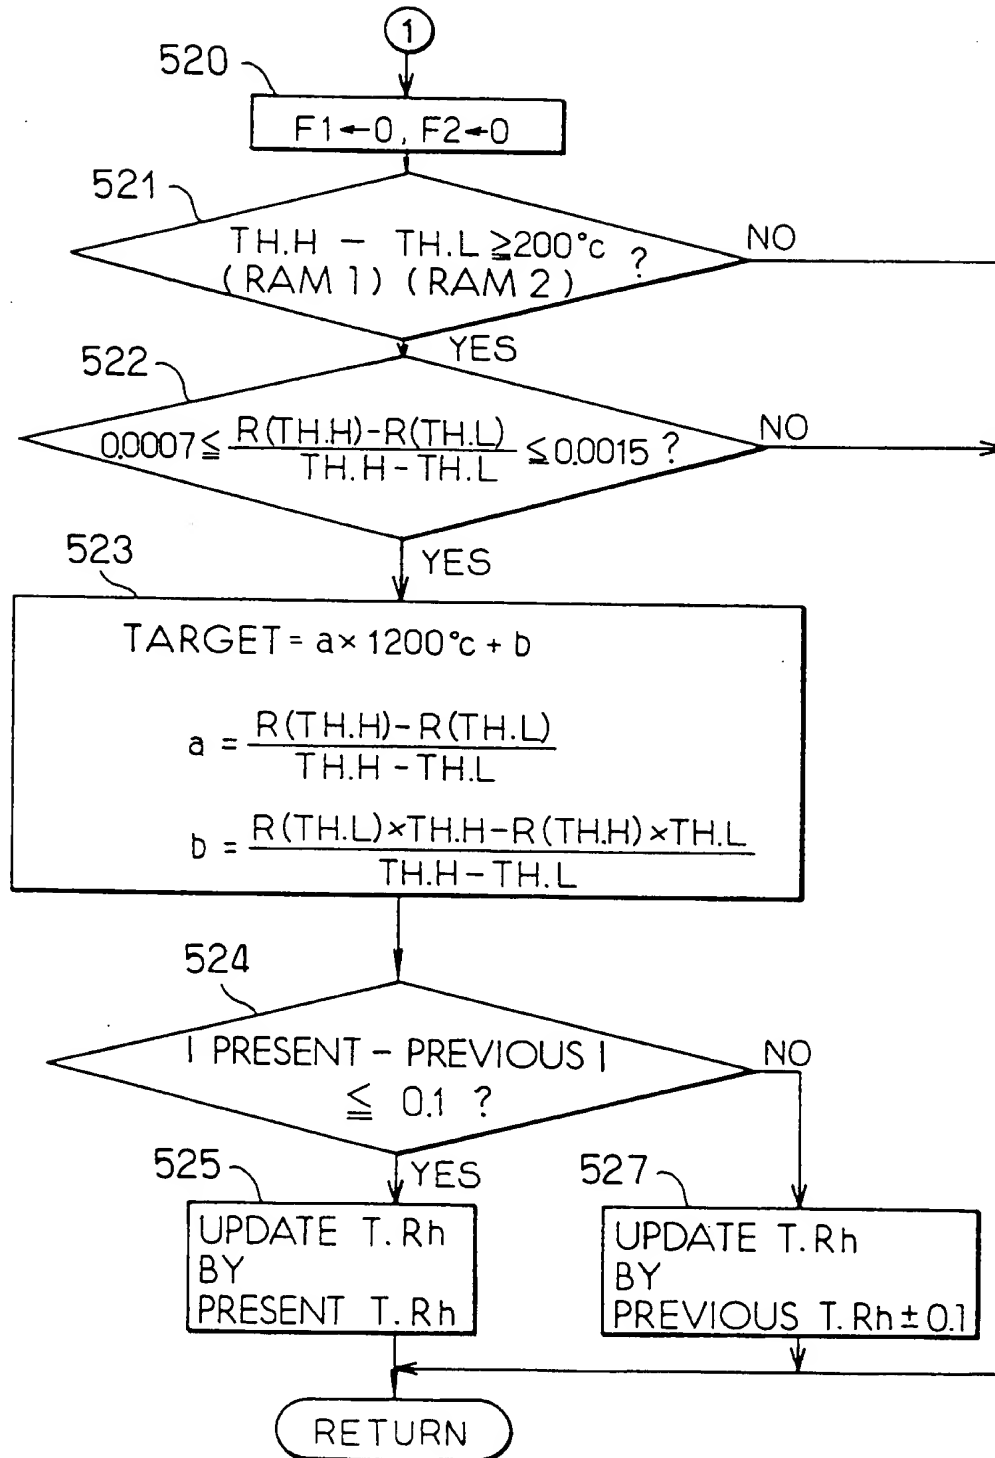 1
520
F1←0, F2←0
521
TH.H - TH.L ≧200°c ?
(RAM 1) (RAM 2)
NO
YES
522
0.0007≦ R(TH.H)-R(TH.L) / TH.H-TH.L ≦0.0015 ?
NO
YES
523
TARGET = a× 1200°c + b
a = R(TH.H)-R(TH.L) / TH.H-TH.L
b = R(TH.L)×TH.H-R(TH.H)×TH.L / TH.H-TH.L
524
| PRESENT - PREVIOUS |
≦ 0.1 ?
NO
YES
525
UPDATE T.Rh
BY
PRESENT T.Rh
527
UPDATE T.Rh
BY
PREVIOUS T.Rh±0.1
RETURN